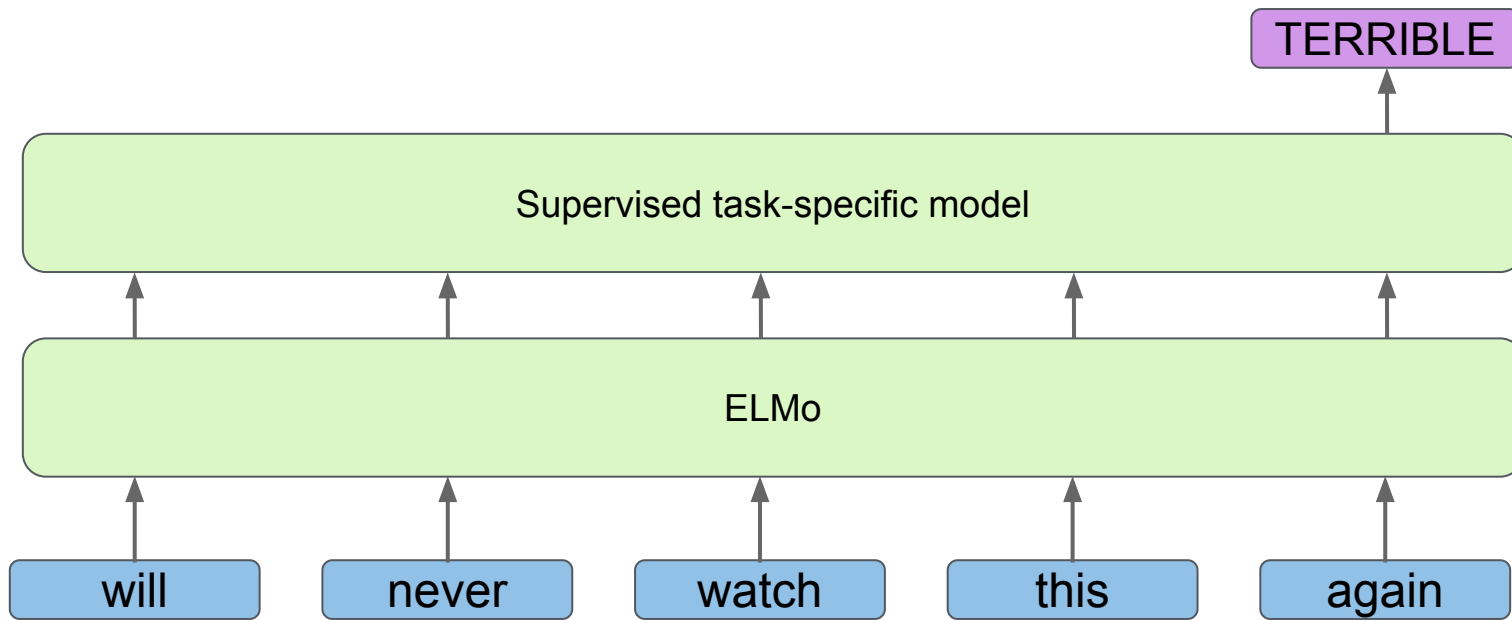 TERRIBLE
Supervised task-specific model
ELMo
will never watch this again